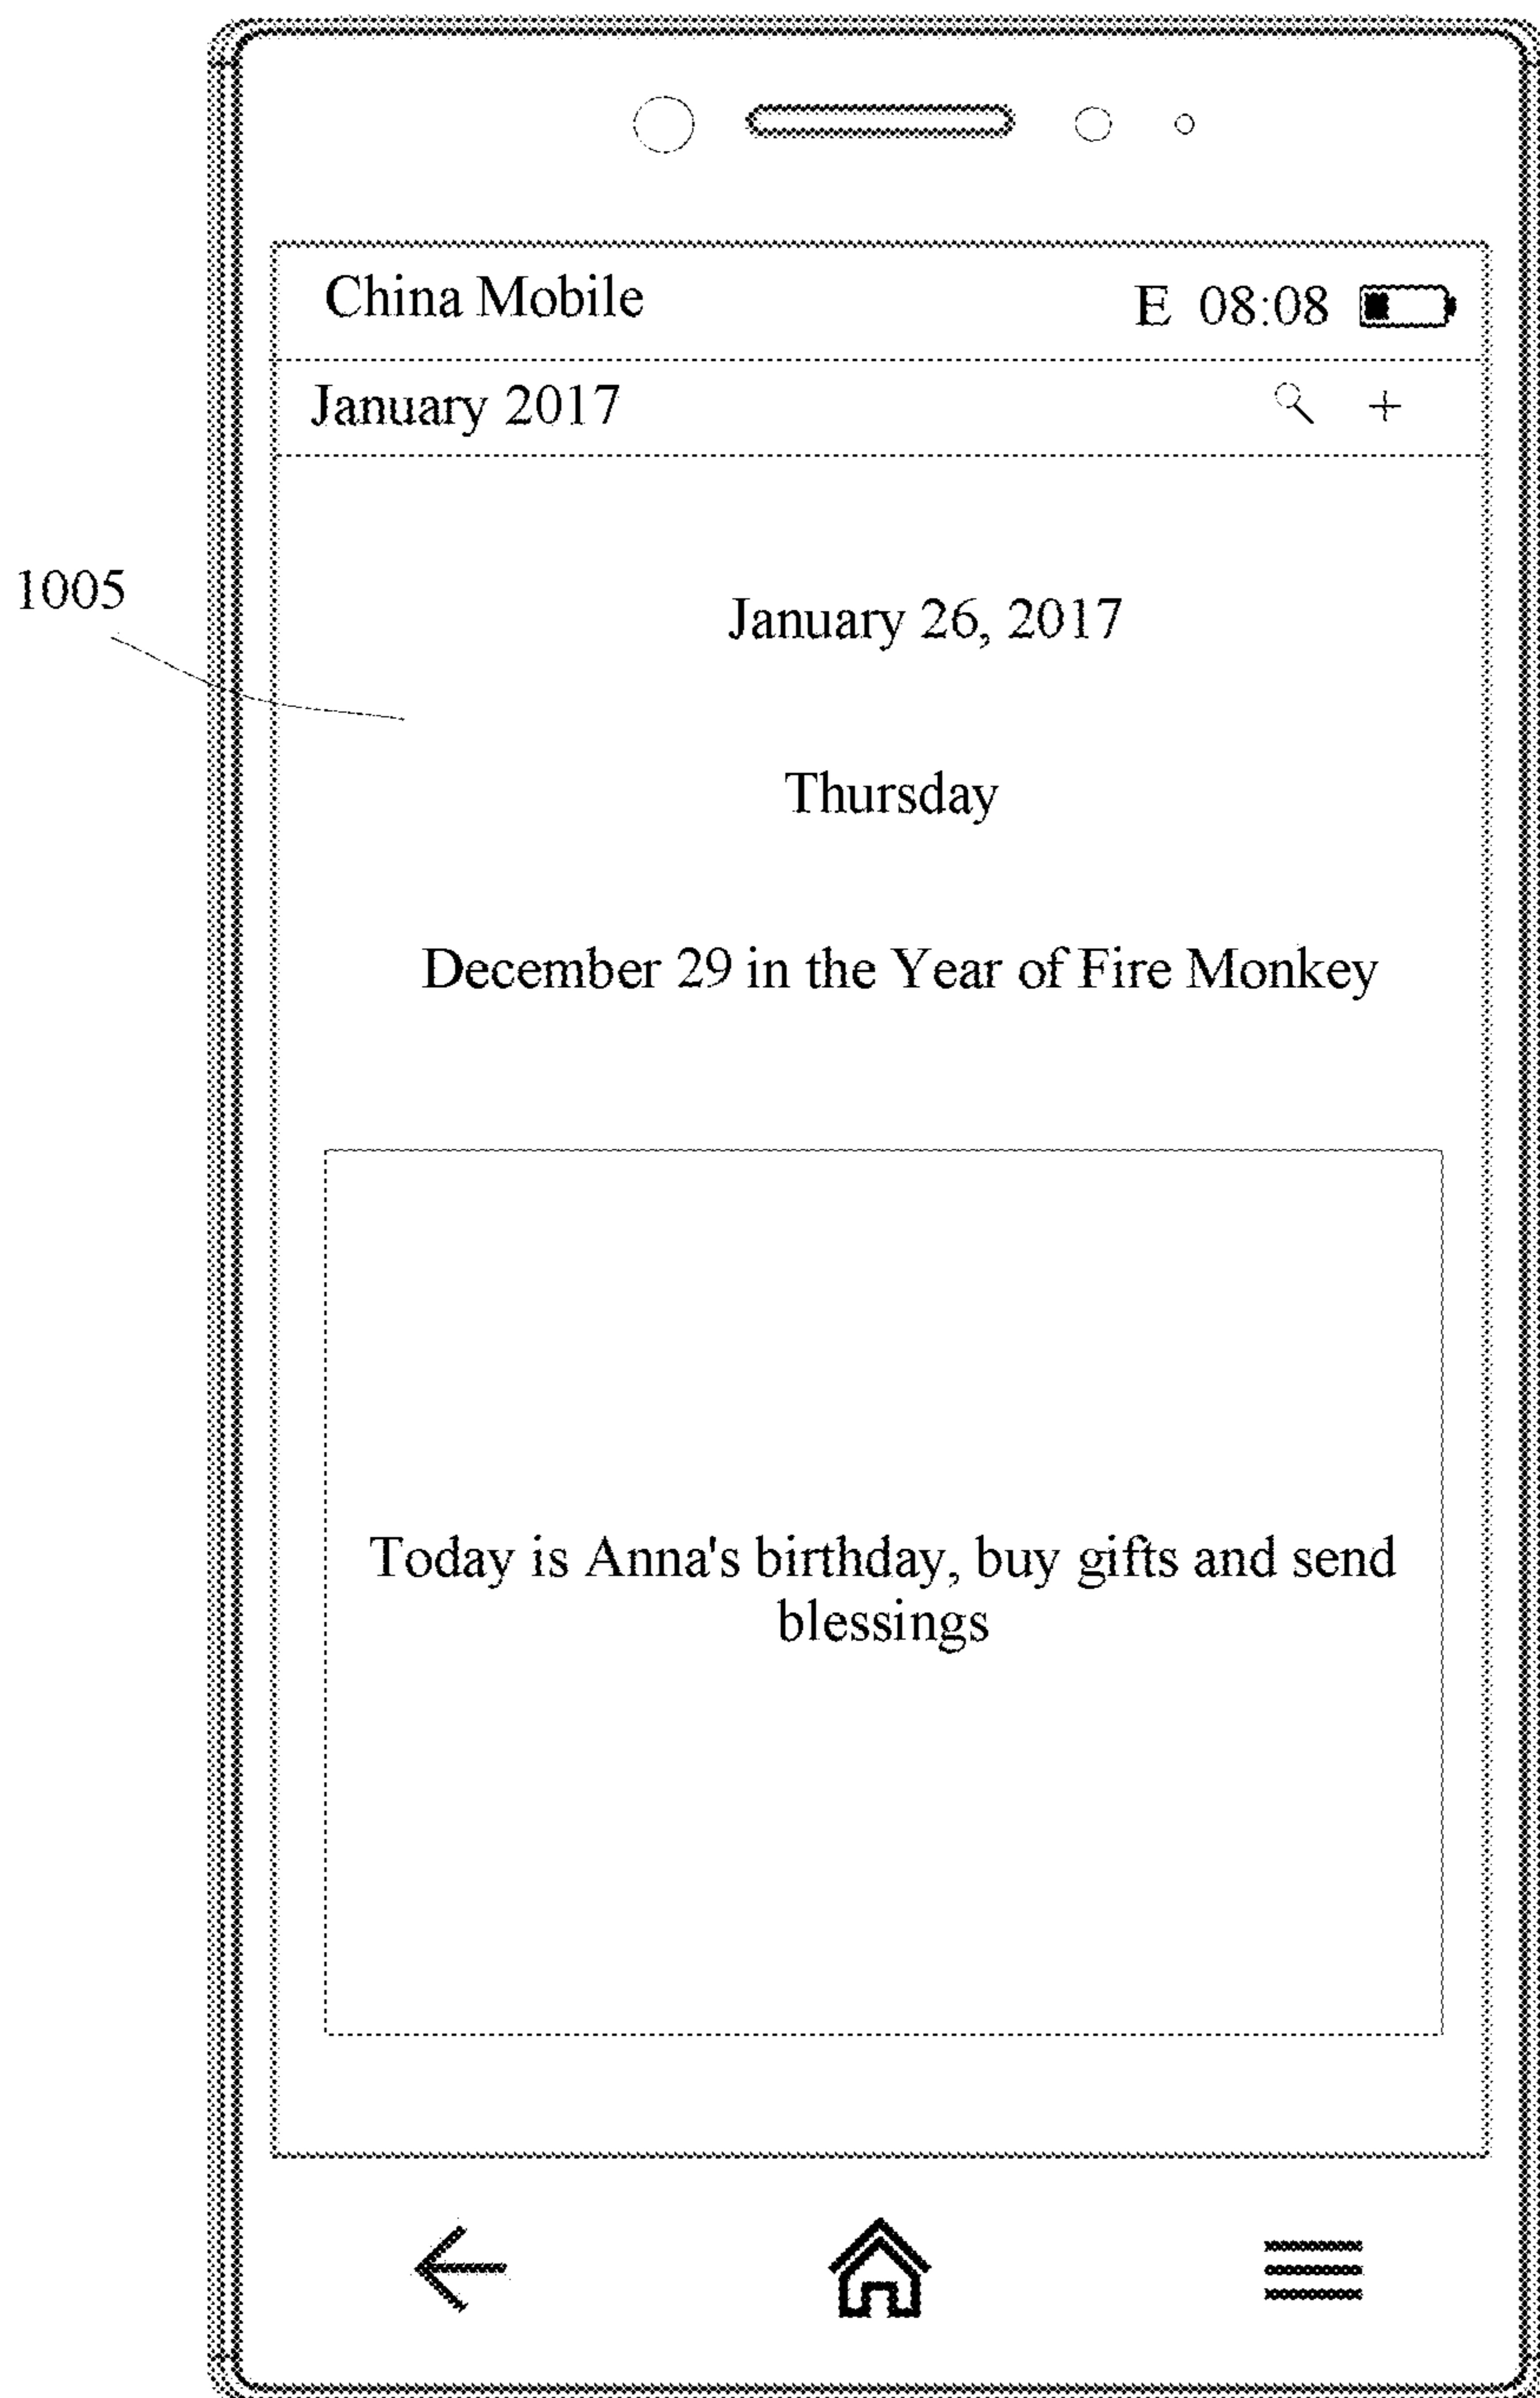 China Mobile
E 08:08
January 2017
+
1005
January 26, 2017
Thursday
December 29 in the Year of Fire Monkey
Today is Anna's birthday, buy gifts and send
blessings